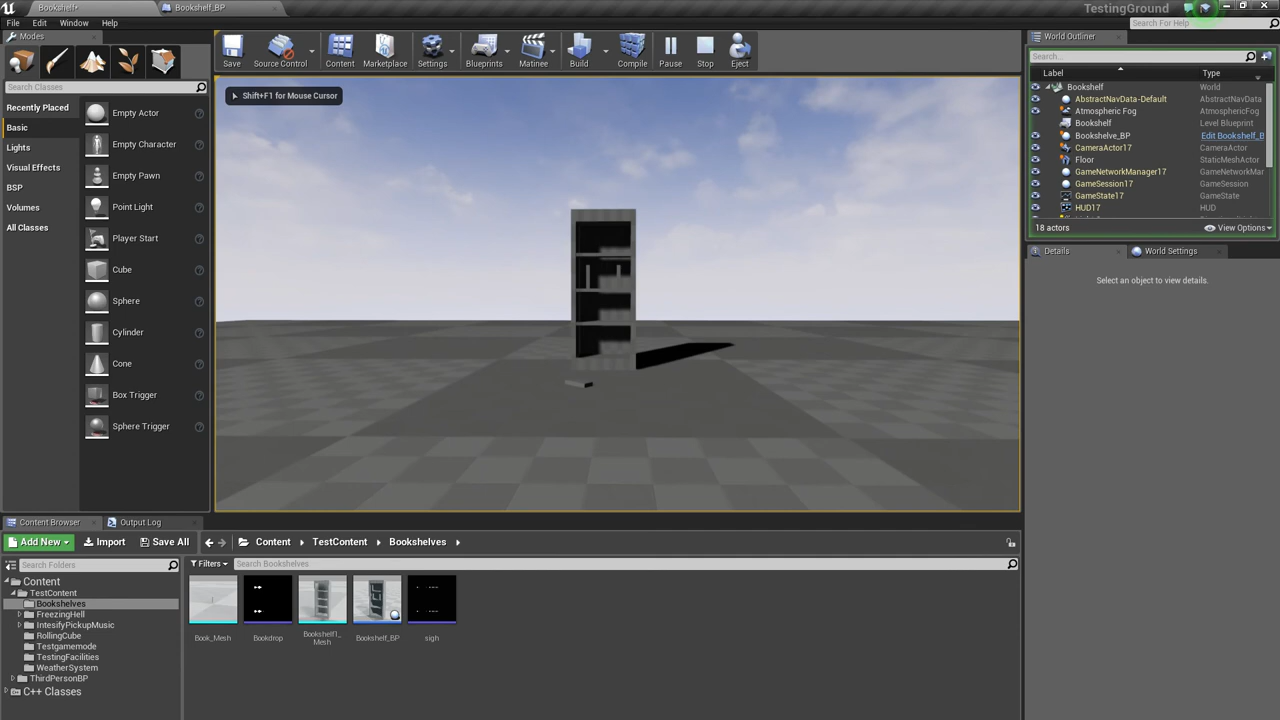 Bookshelf*
Bookshelf_BP
TestingGround
File Edit Window Help
Search For Help
Modes
Search Classes
Recently Placed
Basic
Lights
Visual Effects
BSP
Volumes
All Classes
Empty Actor
Empty Character
Empty Pawn
Point Light
Player Start
Cube
Sphere
Cylinder
Cone
Box Trigger
Sphere Trigger
Save Source Control Content Marketplace Settings Blueprints Matinee Build Compile Pause Stop Eject
Shift+F1 for Mouse Cursor
World Outliner
Search...
Label Type
Bookshelf World
AbstractNavData-Default AbstractNavData
Atmospheric Fog AtmosphericFog
Bookshelf Level Blueprint
Bookshelve_BP Edit Bookshelf_B
CameraActor17 CameraActor
Floor StaticMeshActor
GameNetworkManager17 GameNetworkMar
GameSession17 GameSession
GameState17 GameState
HUD17 HUD
18 actors View Options
Details World Settings
Select an object to view details.
Content Browser Output Log
Add New Import Save All Content TestContent Bookshelves
Search Folders
Filters Search Bookshelves
Content
TestContent
Bookshelves
FreezingHell
IntesifyPickupMusic
RollingCube
Testgamemode
TestingFacilities
WeatherSystem
ThirdPersonBP
C++ Classes
Book_Mesh
Bookdrop
Bookshelf1_
Mesh
Bookshelf_BP
sigh